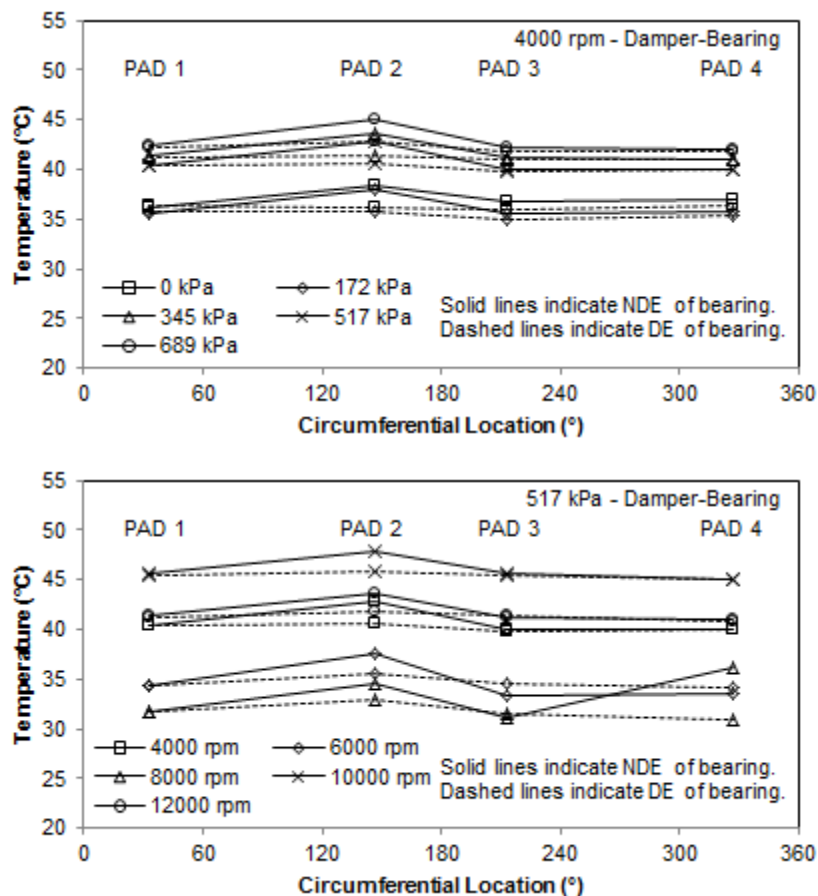 4000 rpm - Damper-Bearing
PAD 1 PAD 2 PAD 3 PAD 4
55
50
45
40
35
30
25
20
Temperature (°C)
0 kPa 172 kPa
345 kPa 517 kPa
689 kPa
Solid lines indicate NDE of bearing.
Dashed lines indicate DE of bearing.
0 60 120 180 240 300 360
Circumferential Location (°)
517 kPa - Damper-Bearing
PAD 1 PAD 2 PAD 3 PAD 4
55
50
45
40
35
30
25
20
Temperature (°C)
4000 rpm 6000 rpm
8000 rpm 10000 rpm
12000 rpm
Solid lines indicate NDE of bearing.
Dashed lines indicate DE of bearing.
0 60 120 180 240 300 360
Circumferential Location (°)